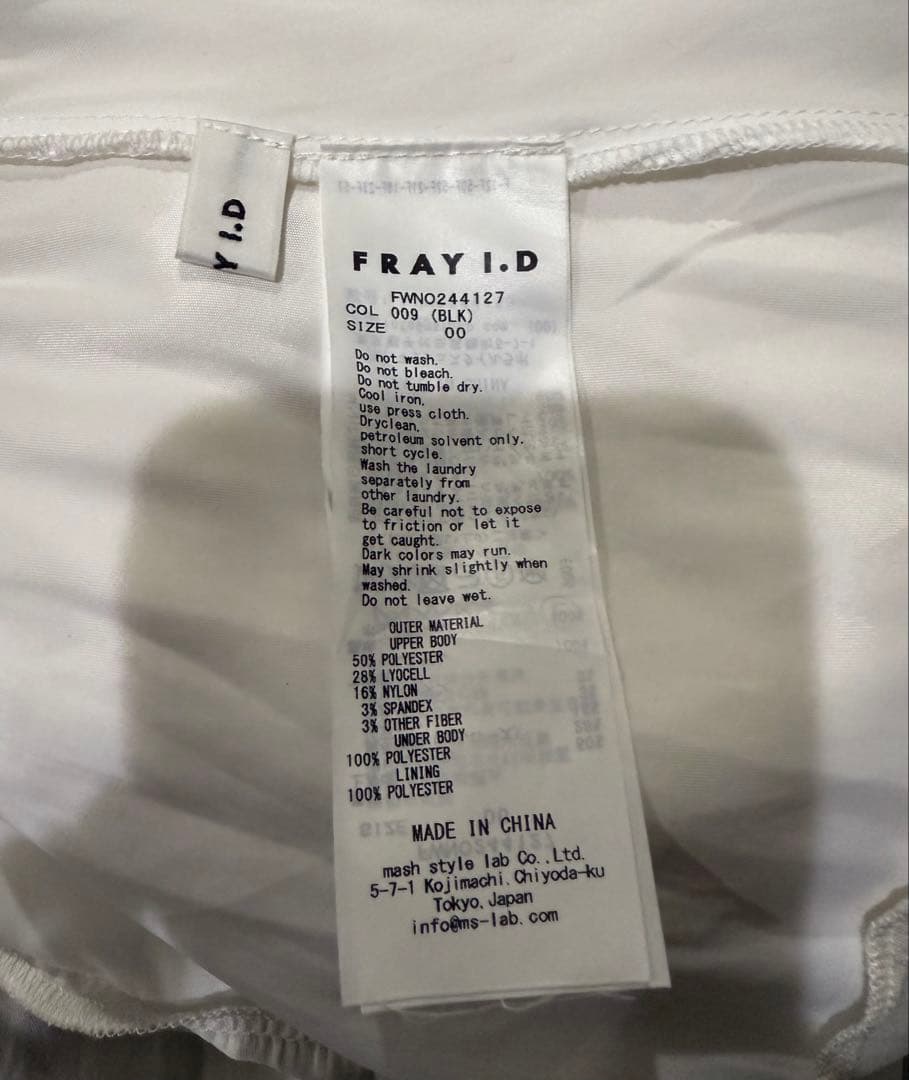 Y I.D
FRAY I.D
FWNO244127
COL 009 (BLK)
SIZE 00
Do not wash.
Do not bleach.
Do not tumble dry.
Cool iron,
use press cloth.
Dryclean,
petroleum solvent only.
short cycle.
Wash the laundry
separately from
other laundry.
Be careful not to expose
to friction or let it
get caught.
Dark colors may run.
May shrink slightly when
washed.
Do not leave wet.
OUTER MATERIAL
UPPER BODY
50% POLYESTER
28% LYOCELL
16% NYLON
3% SPANDEX
3% OTHER FIBER
UNDER BODY
100% POLYESTER
LINING
100% POLYESTER
MADE IN CHINA
mash style lab Co.,Ltd.
5-7-1 Kojimachi,Chiyoda-ku
Tokyo,Japan
info@ms-lab.com